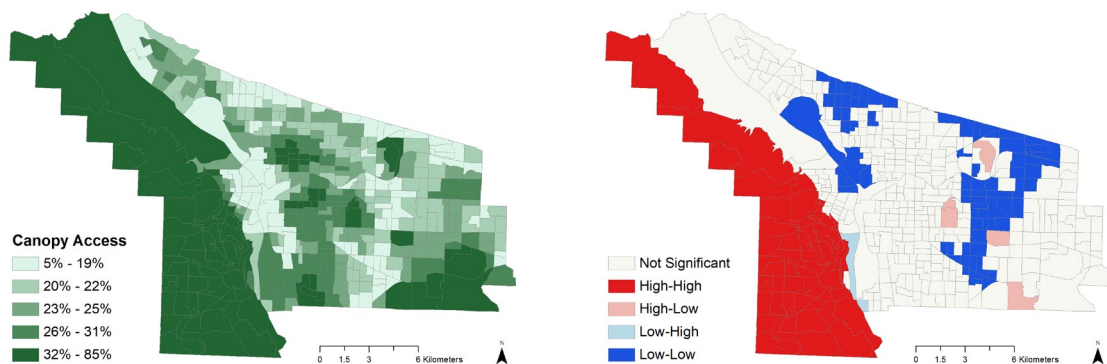 Canopy Access
5% - 19%
20% - 22%
23% - 25%
26% - 31%
32% - 85%
0 1.5 3 6 Kilometers
N
Not Significant
High-High
High-Low
Low-High
Low-Low
0 1.5 3 6 Kilometers
N